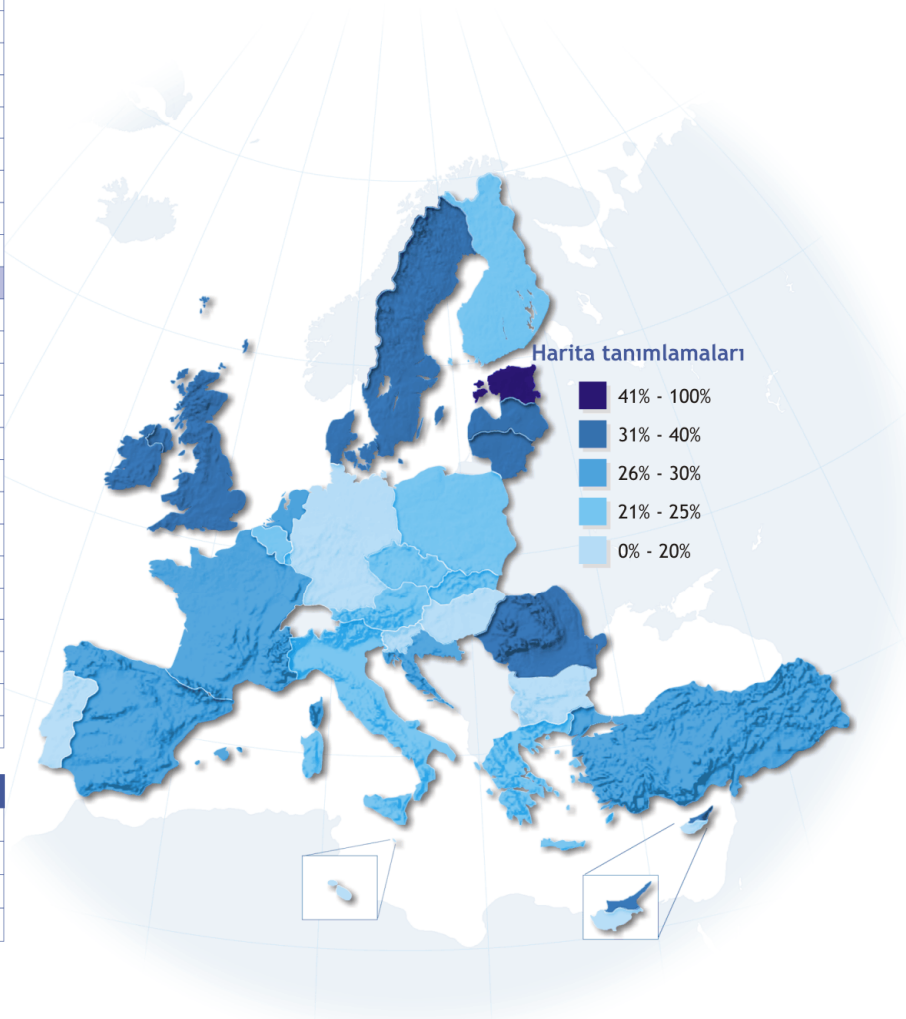 Harita tanımlamaları
41% - 100%
31% - 40%
26% - 30%
21% - 25%
0% - 20%